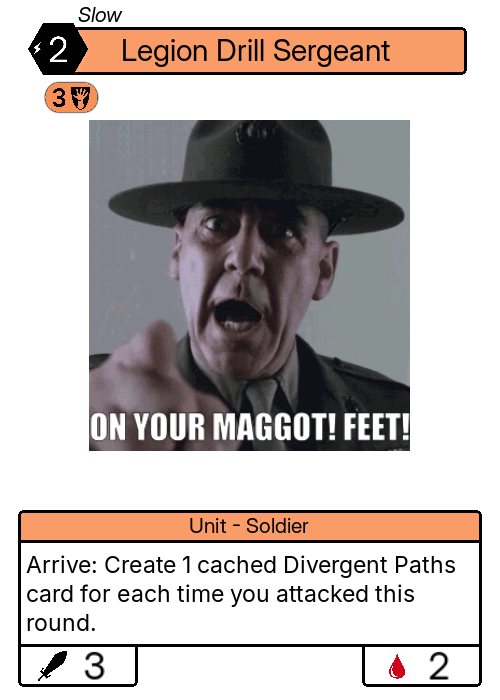 Slow
2
Legion Drill Sergeant
3
ON YOUR MAGGOT! FEET!
Unit - Soldier
Arrive: Create 1 cached Divergent Paths
card for each time you attacked this
round.
3
2